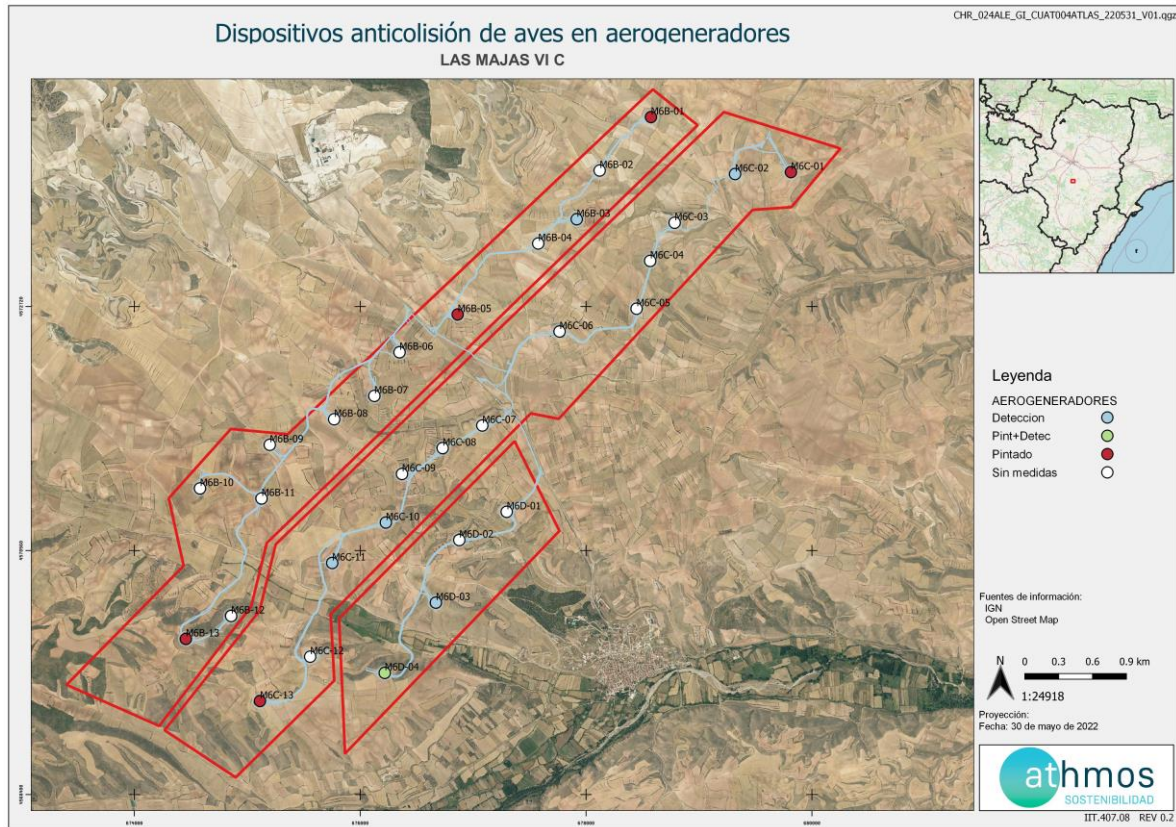 CHR_024ALE_GI_CUAT004ATLAS_220531_V01.qgz
Dispositivos anticolisión de aves en aerogeneradores
LAS MAJAS VI C
M6B-01
M6B-02
M6C-02
M6C-01
M6B-03
M6C-03
M6B-04
M6C-04
M6C-05
M6B-05
M6C-06
M6B-06
M6B-07
M6B-08
M6C-07
M6B-09
M6C-08
M6C-09
M6B-10
M6B-11
M6D-01
M6C-10
M6D-02
M6C-11
M6D-03
M6B-12
M6B-13
M6C-12
M6D-04
M6C-13
674000
676000
678000
680000
Leyenda
AEROGENERADORES
Deteccion
Pint+Detec
Pintado
Sin medidas
Fuentes de información:
IGN
Open Street Map
N
0 0.3 0.6 0.9 km
1:24918
Proyección:
Fecha: 30 de mayo de 2022
athmos
SOSTENIBILIDAD
IIT.407.08 REV 0.2